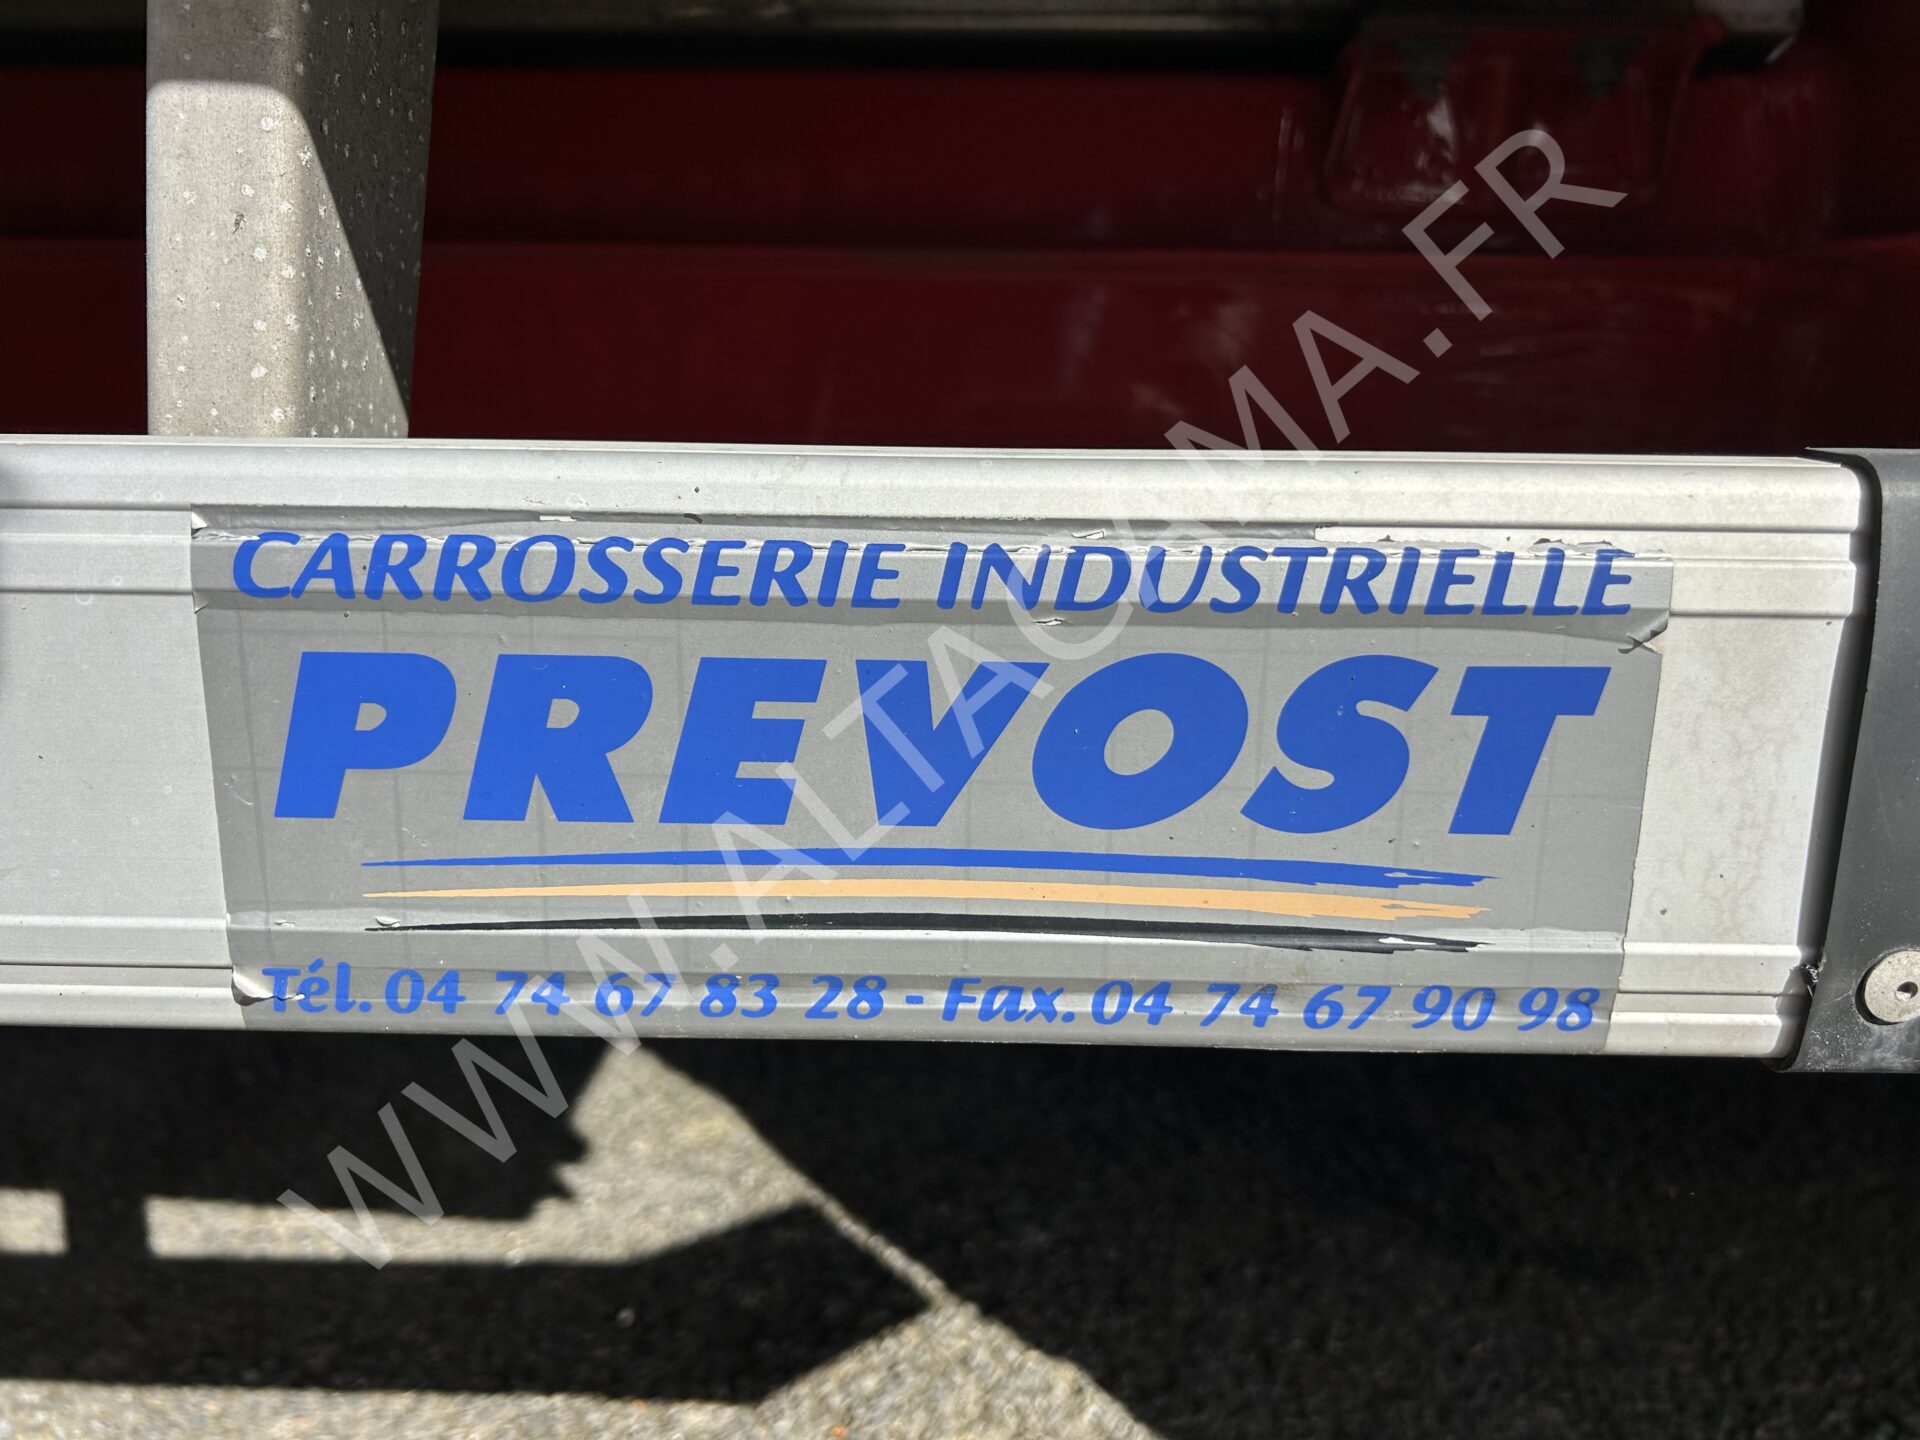 CARROSSERIE INDUSTRIELLE
PREVOST
Tél. 04 74 67 83 28 - Fax. 04 74 67 90 98
WWW.ALTACAMA.FR